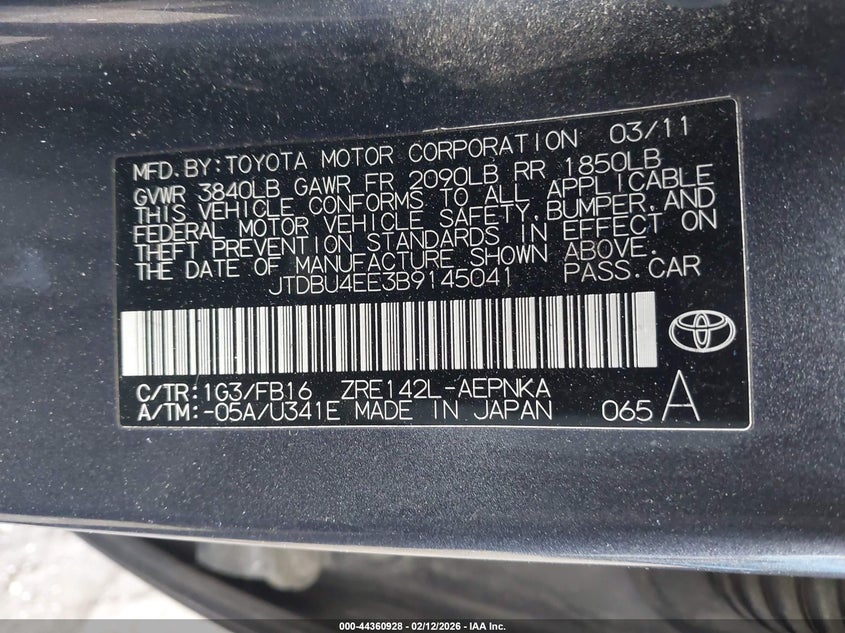 MFD.BY:TOYOTA MOTOR CORPORATION 03/11
GVWR 3840LB GAWR FR 2090LB RR 1850LB
THIS VEHICLE CONFORMS TO ALL APPLICABLE
FEDERAL MOTOR VEHICLE SAFETY,BUMPER,AND
THEFT PREVENTION STANDARDS IN EFFECT ON
THE DATE OF MANUFACTURE SHOWN ABOVE.
JTDBU4EE3B9145041 PASS.CAR
C/TR:1G3/FB16 ZRE142L-AEPNKA
A/TM:-05A/U341E MADE IN JAPAN 065 A
000-44360928 - 02/12/2026 - IAA Inc.